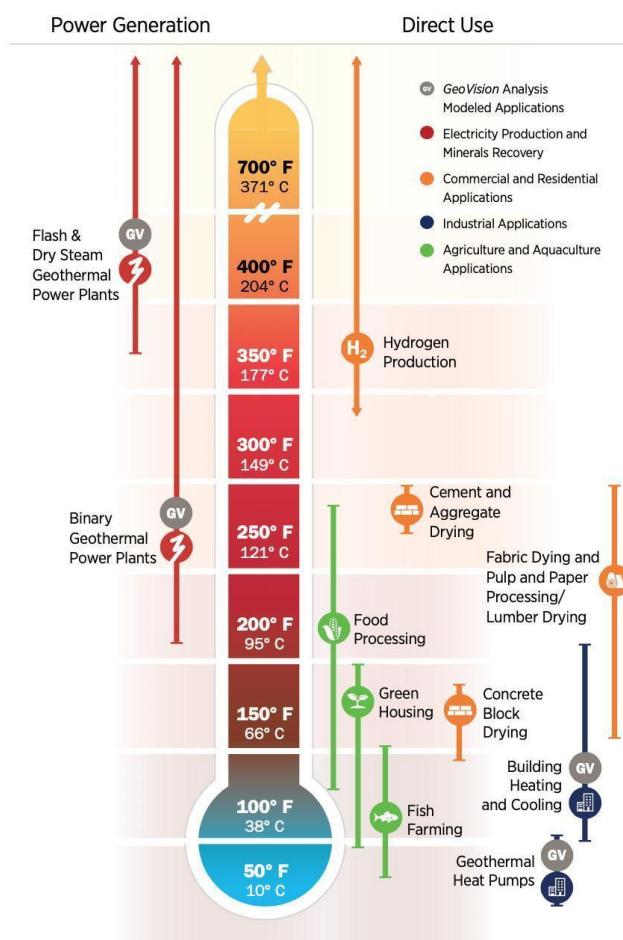 Power Generation
Direct Use
GV GeoVision Analysis
Modeled Applications
Electricity Production and
Minerals Recovery
Commercial and Residential
Applications
Industrial Applications
Agriculture and Aquaculture
Applications
700° F
371° C
GV
Flash &
Dry Steam
Geothermal
Power Plants
400° F
204° C
350° F
177° C
H2
Hydrogen
Production
300° F
149° C
Cement and
Aggregate
Drying
GV
Binary
Geothermal
Power Plants
250° F
121° C
Fabric Dying and
Pulp and Paper
Processing/
Lumber Drying
200° F
95° C
Food
Processing
150° F
66° C
Green
Housing
Concrete
Block
Drying
Building
Heating
and Cooling
GV
100° F
38° C
Fish
Farming
50° F
10° C
Geothermal
Heat Pumps
GV